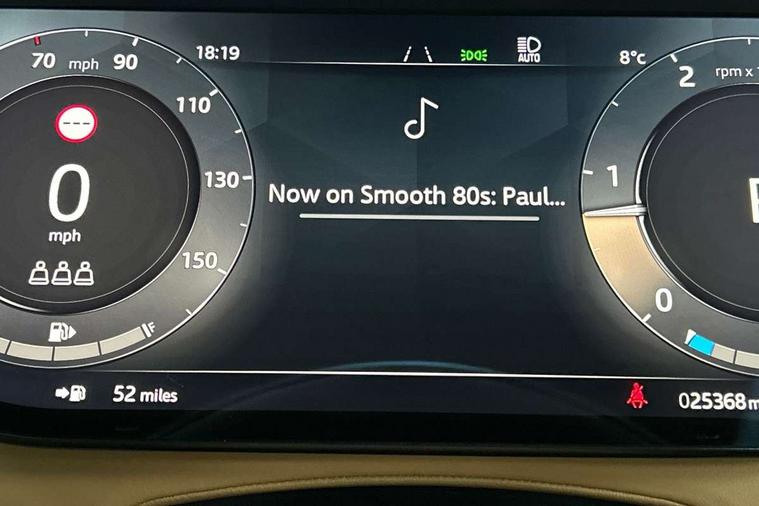 18:19
AUTO
8°c
70 mph 90
110
130
150
0
mph
F
Now on Smooth 80s: Paul...
2
rpm x 1
1
0
52 miles
025368 m